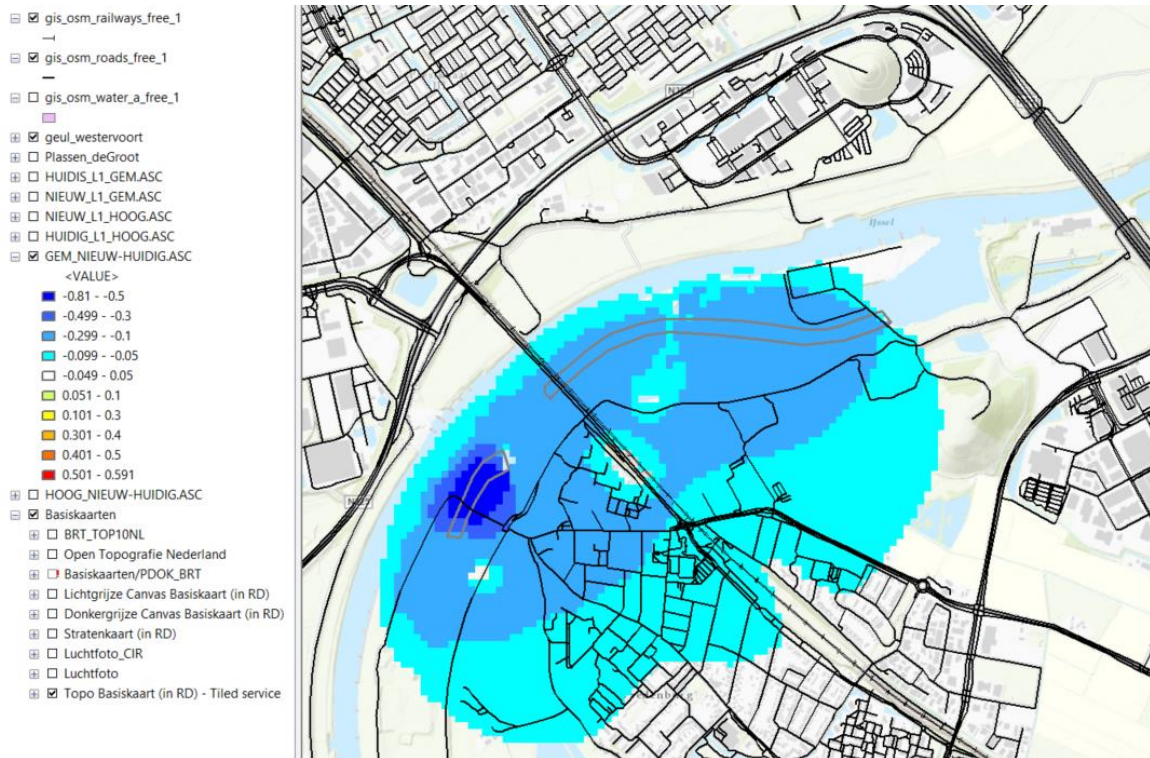 gis_osm_railways_free_1
gis_osm_roads_free_1
gis_osm_water_a_free_1
geul_westervoort
Plassen_deGroot
HUIDIS_L1_GEM.ASC
NIEUW_L1_GEM.ASC
NIEUW_L1_HOOG.ASC
HUIDIG_L1_HOOG.ASC
GEM_NIEUW-HUIDIG.ASC
<VALUE>
-0.81 - -0.5
-0.499 - -0.3
-0.299 - -0.1
-0.099 - -0.05
-0.049 - 0.05
0.051 - 0.1
0.101 - 0.3
0.301 - 0.4
0.401 - 0.5
0.501 - 0.591
HOOG_NIEUW-HUIDIG.ASC
Basiskaarten
BRT_TOP10NL
Open Topografie Nederland
Basiskaarten/PDOK_BRT
Lichtgrijze Canvas Basiskaart (in RD)
Donkergrijze Canvas Basiskaart (in RD)
Stratenkaart (in RD)
Luchtfoto_CIR
Luchtfoto
Topo Basiskaart (in RD) - Tiled service
IJssel